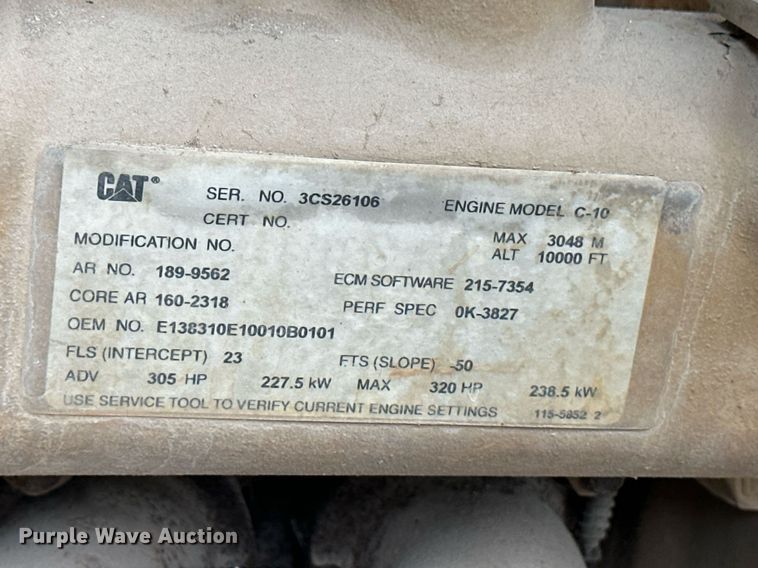 CAT® SER. NO. 3CS26106 ENGINE MODEL C-10
CERT NO.
MODIFICATION NO. MAX 3048 M
ALT 10000 FT
AR NO. 189-9562 ECM SOFTWARE 215-7354
CORE AR 160-2318 PERF SPEC 0K-3827
OEM NO. E138310E10010B0101
FLS (INTERCEPT) 23 FTS (SLOPE) -50
ADV 305 HP 227.5 kW MAX 320 HP 238.5 kW
USE SERVICE TOOL TO VERIFY CURRENT ENGINE SETTINGS 115-5852 2
Purple Wave Auction